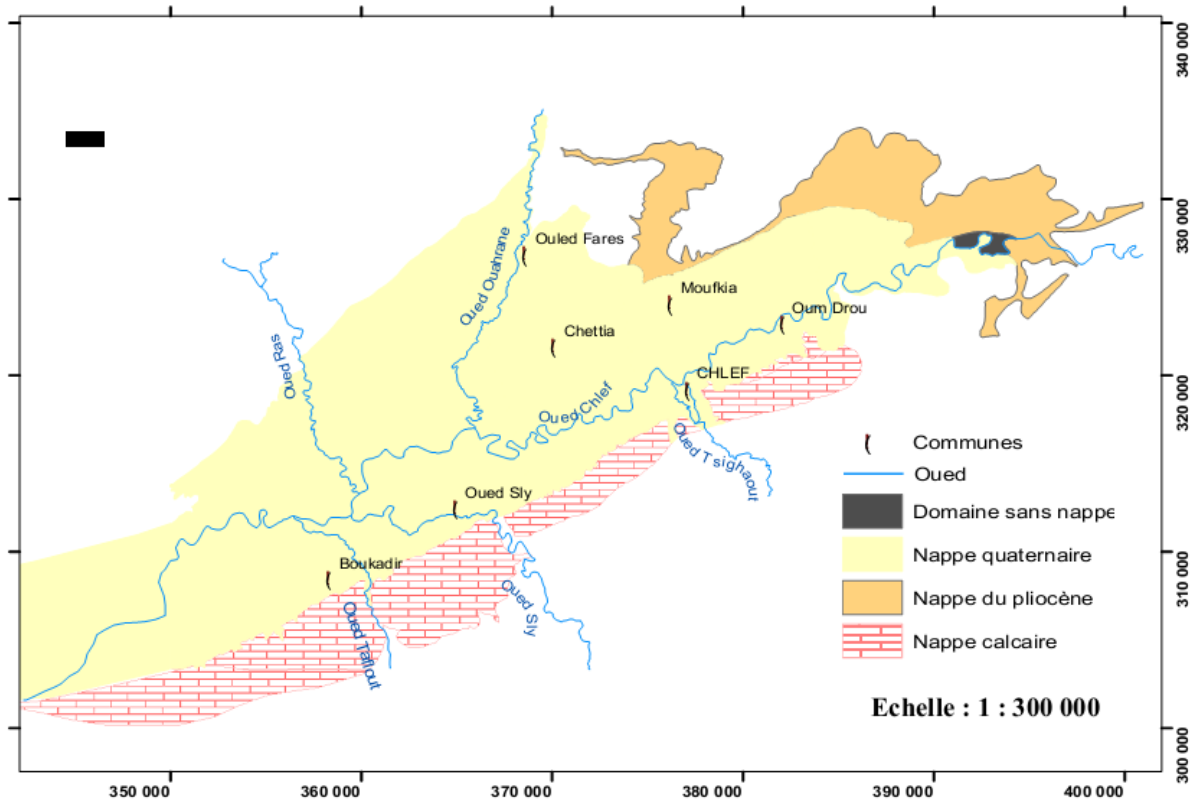 340 000
330 000
320 000
310 000
300 000
Ouled Fares
Oued Ouahrane
Moufkia
Oum Drou
Chettia
Oued Ras
CHLEF
Oued Chlef
Oued Tsighaout
Oued Sly
Boukadir
Oued Sly
Oued Taflout
Communes
Oued
Domaine sans nappe
Nappe quaternaire
Nappe du pliocène
Nappe calcaire
Echelle : 1 : 300 000
350 000 360 000 370 000 380 000 390 000 400 000